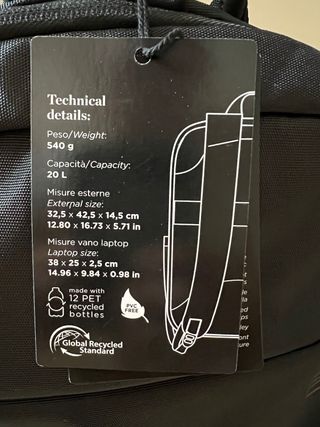 Technical
details:
Peso/Weight:
540 g
Capacità/Capacity:
20 L
Misure esterne
External size:
32,5 x 42,5 x 14,5 cm
12.80 x 16.73 x 5.71 in
Misure vano laptop
Laptop size:
38 x 25 x 2,5 cm
14.96 x 9.84 x 0.98 in
made with
12 PET
recycled
bottles
PVC
FREE
Global Recycled
Standard